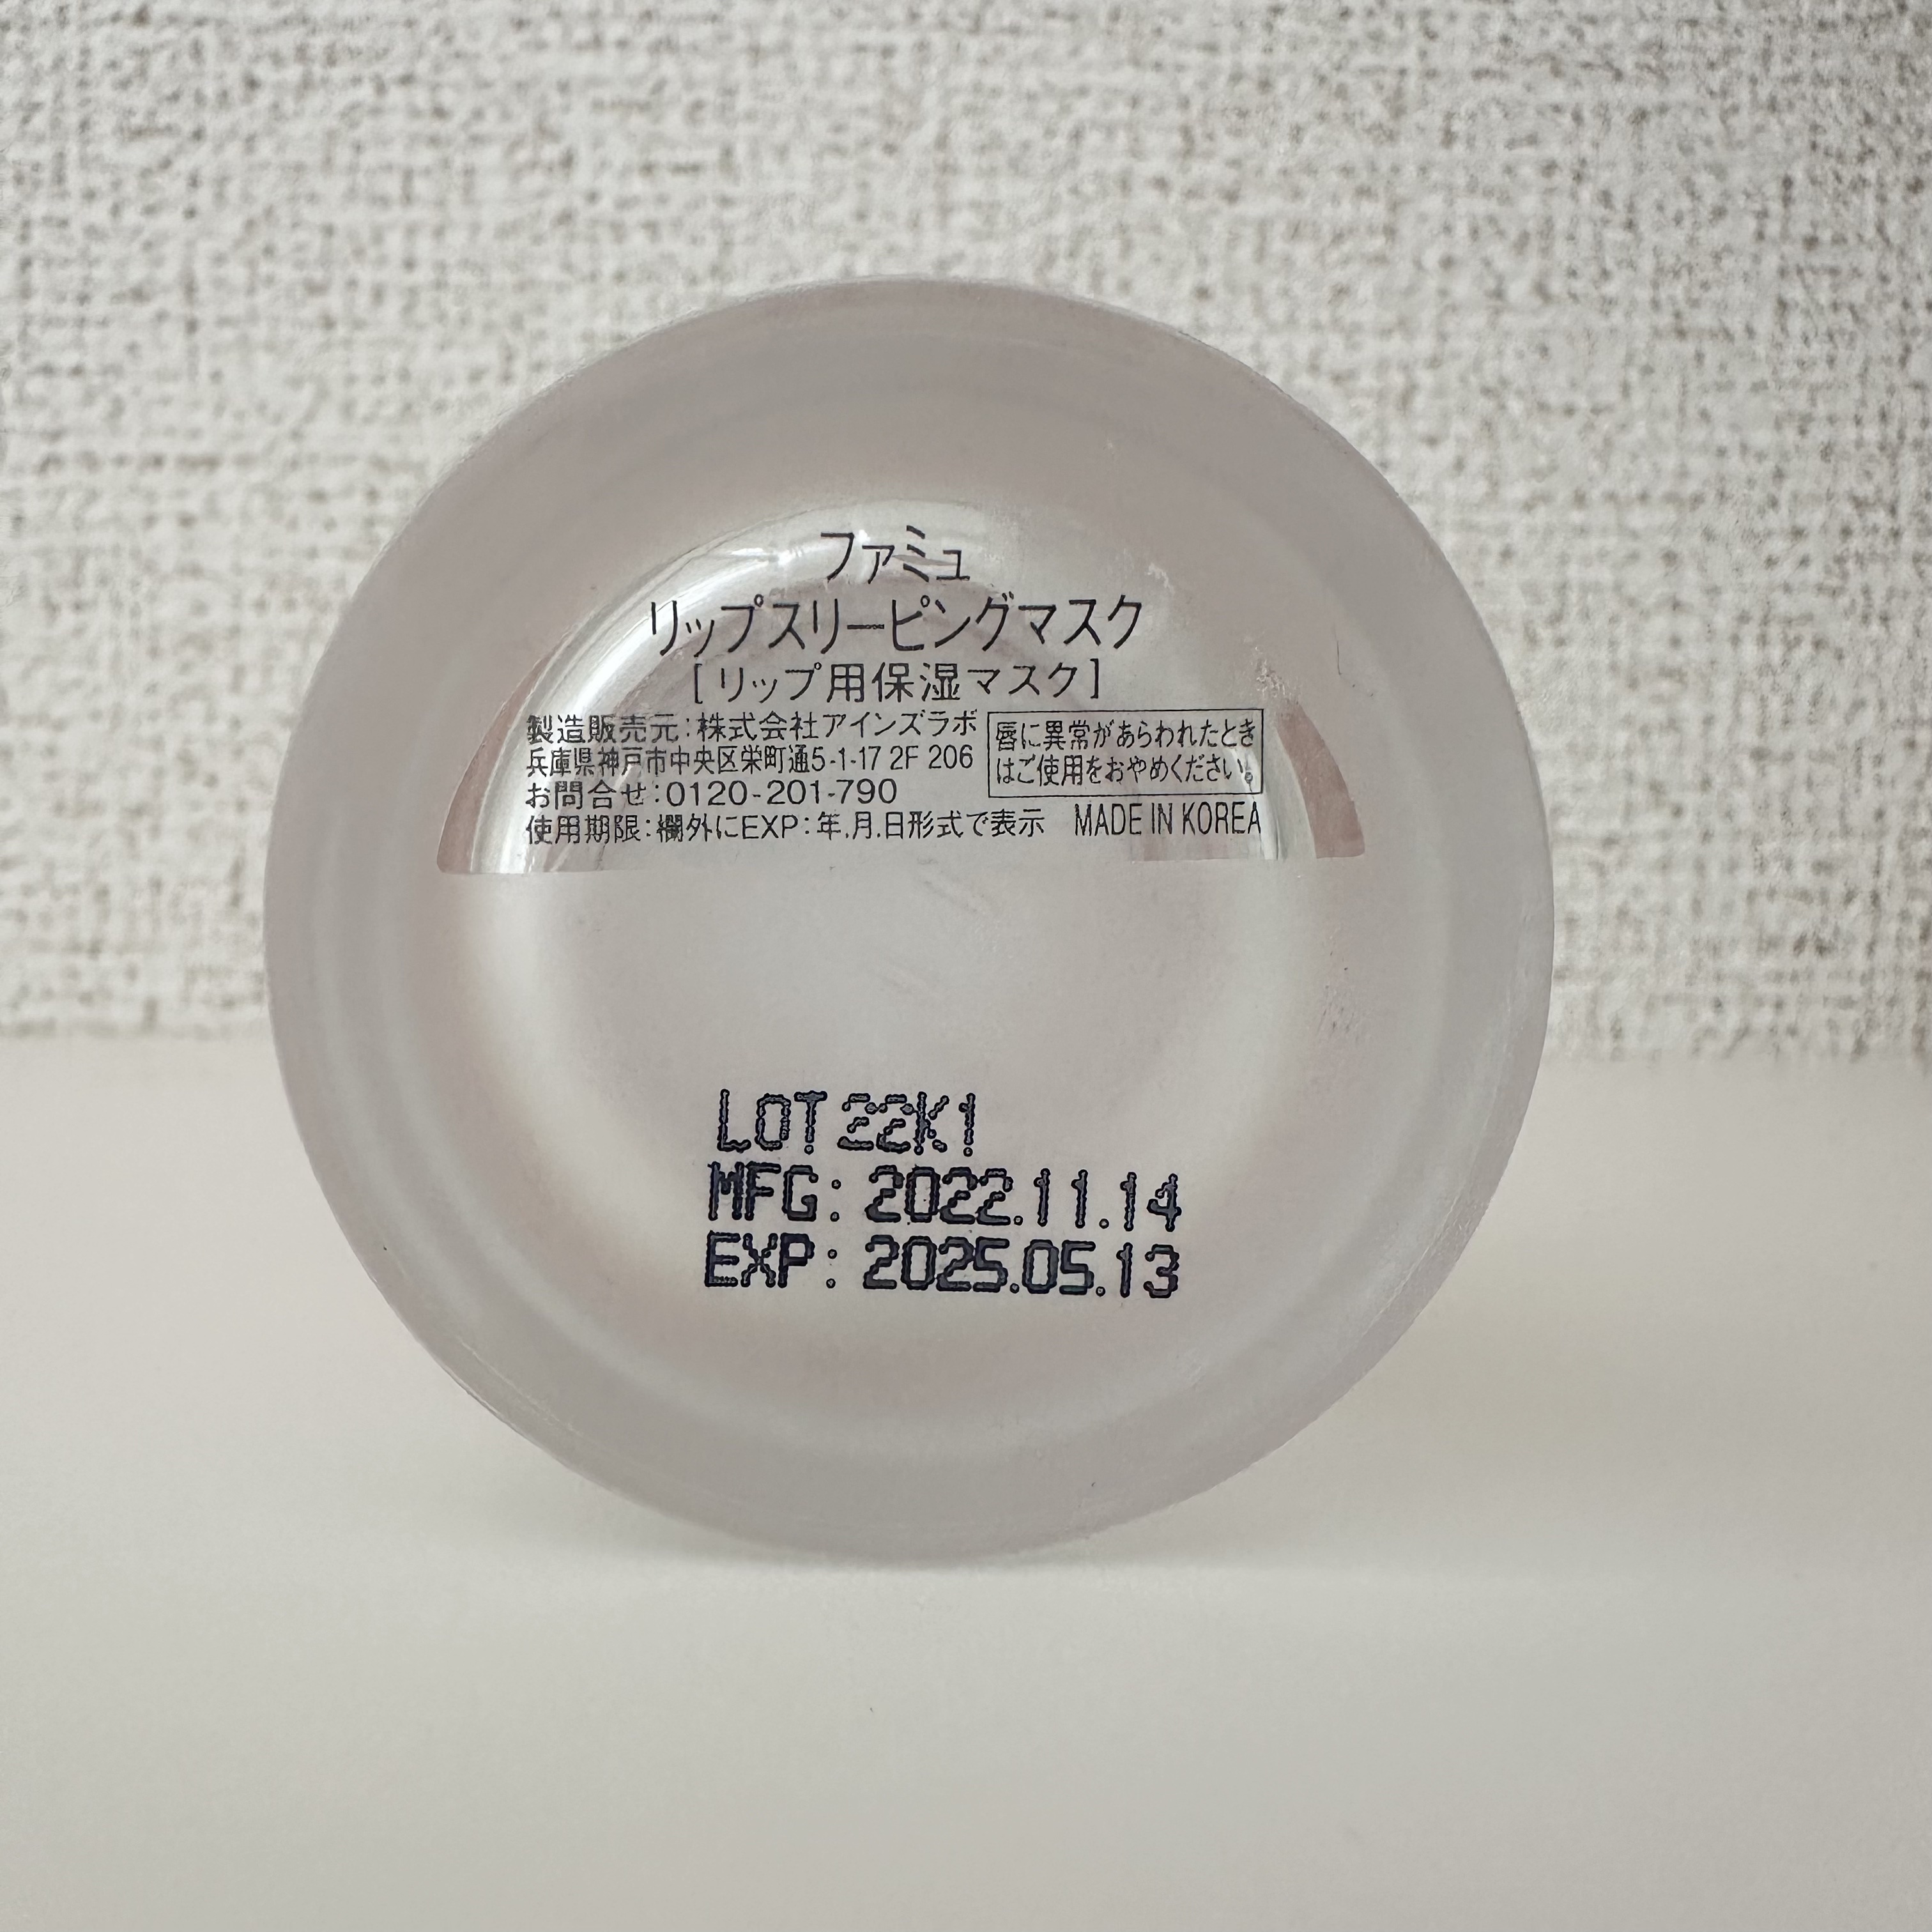 ファミュ
リップスリーピングマスク
[リップ用保湿マスク]
製造販売元:株式会社アインズラボ
兵庫県神戸市中央区栄町通5-1-17 2F 206
お問合せ:0120-201-790
使用期限:欄外にEXP:年.月.日形式で表示 MADE IN KOREA
唇に異常があらわれたとき
はご使用をおやめください。
LOT 22K1
MFG: 2022.11.14
EXP: 2025.05.13